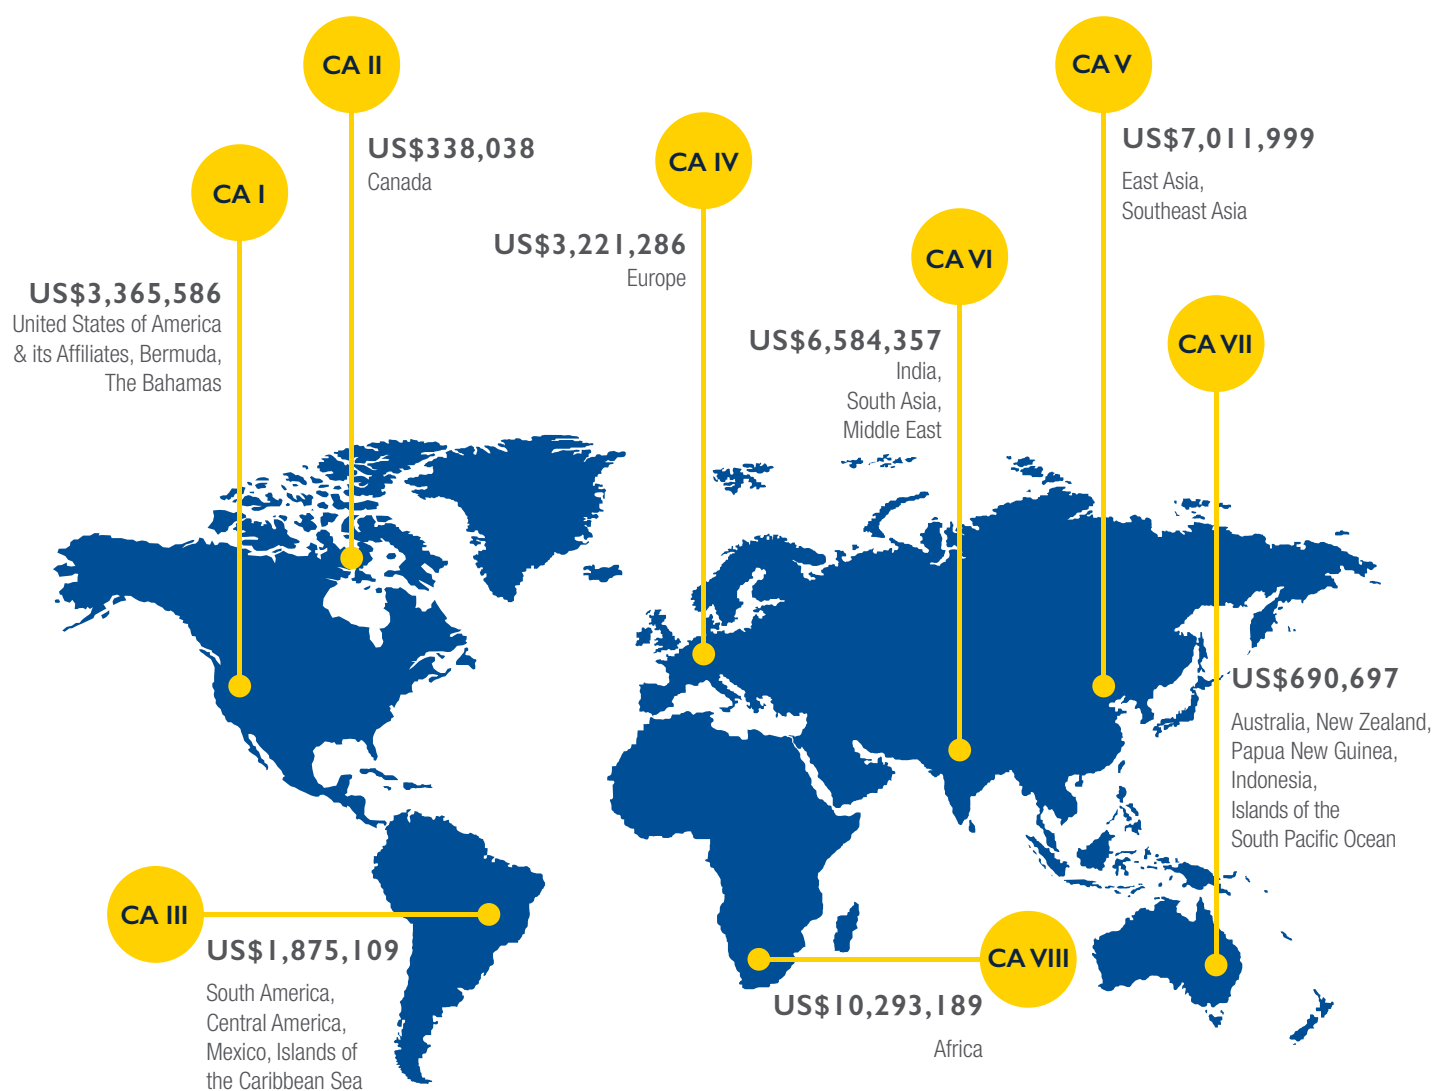 CA I
US$3,365,586
United States of America
& its Affiliates, Bermuda,
The Bahamas
CA II
US$338,038
Canada
CA IV
US$3,221,286
Europe
CA VI
US$6,584,357
India,
South Asia,
Middle East
CA V
US$7,011,999
East Asia,
Southeast Asia
CA VII
US$690,697
Australia, New Zealand,
Papua New Guinea,
Indonesia,
Islands of the
South Pacific Ocean
CA III
US$1,875,109
South America,
Central America,
Mexico, Islands of
the Caribbean Sea
CA VIII
US$10,293,189
Africa